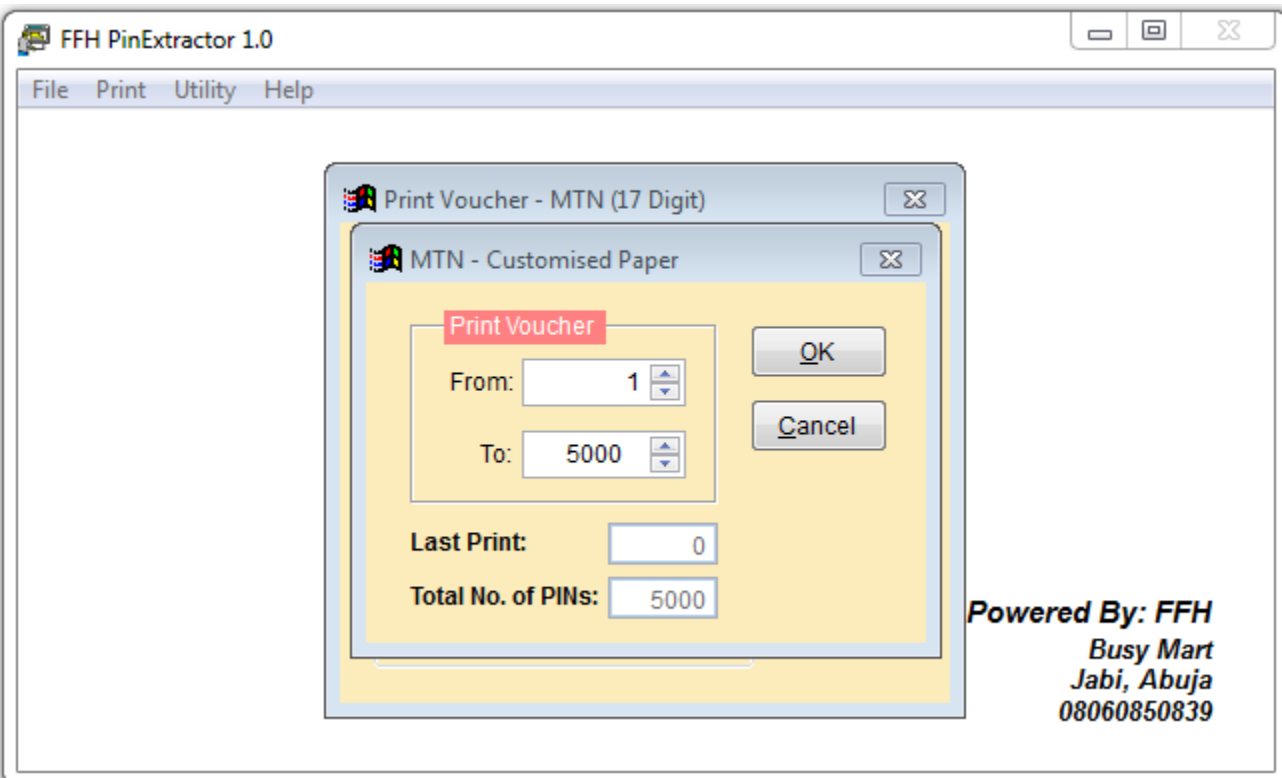 FFH PinExtractor 1.0
File Print Utility Help
Print Voucher - MTN (17 Digit)
MTN - Customised Paper
Print Voucher
From: 1
To: 5000
OK
Cancel
Last Print: 0
Total No. of PINs: 5000
Powered By: FFH
Busy Mart
Jabi, Abuja
08060850839